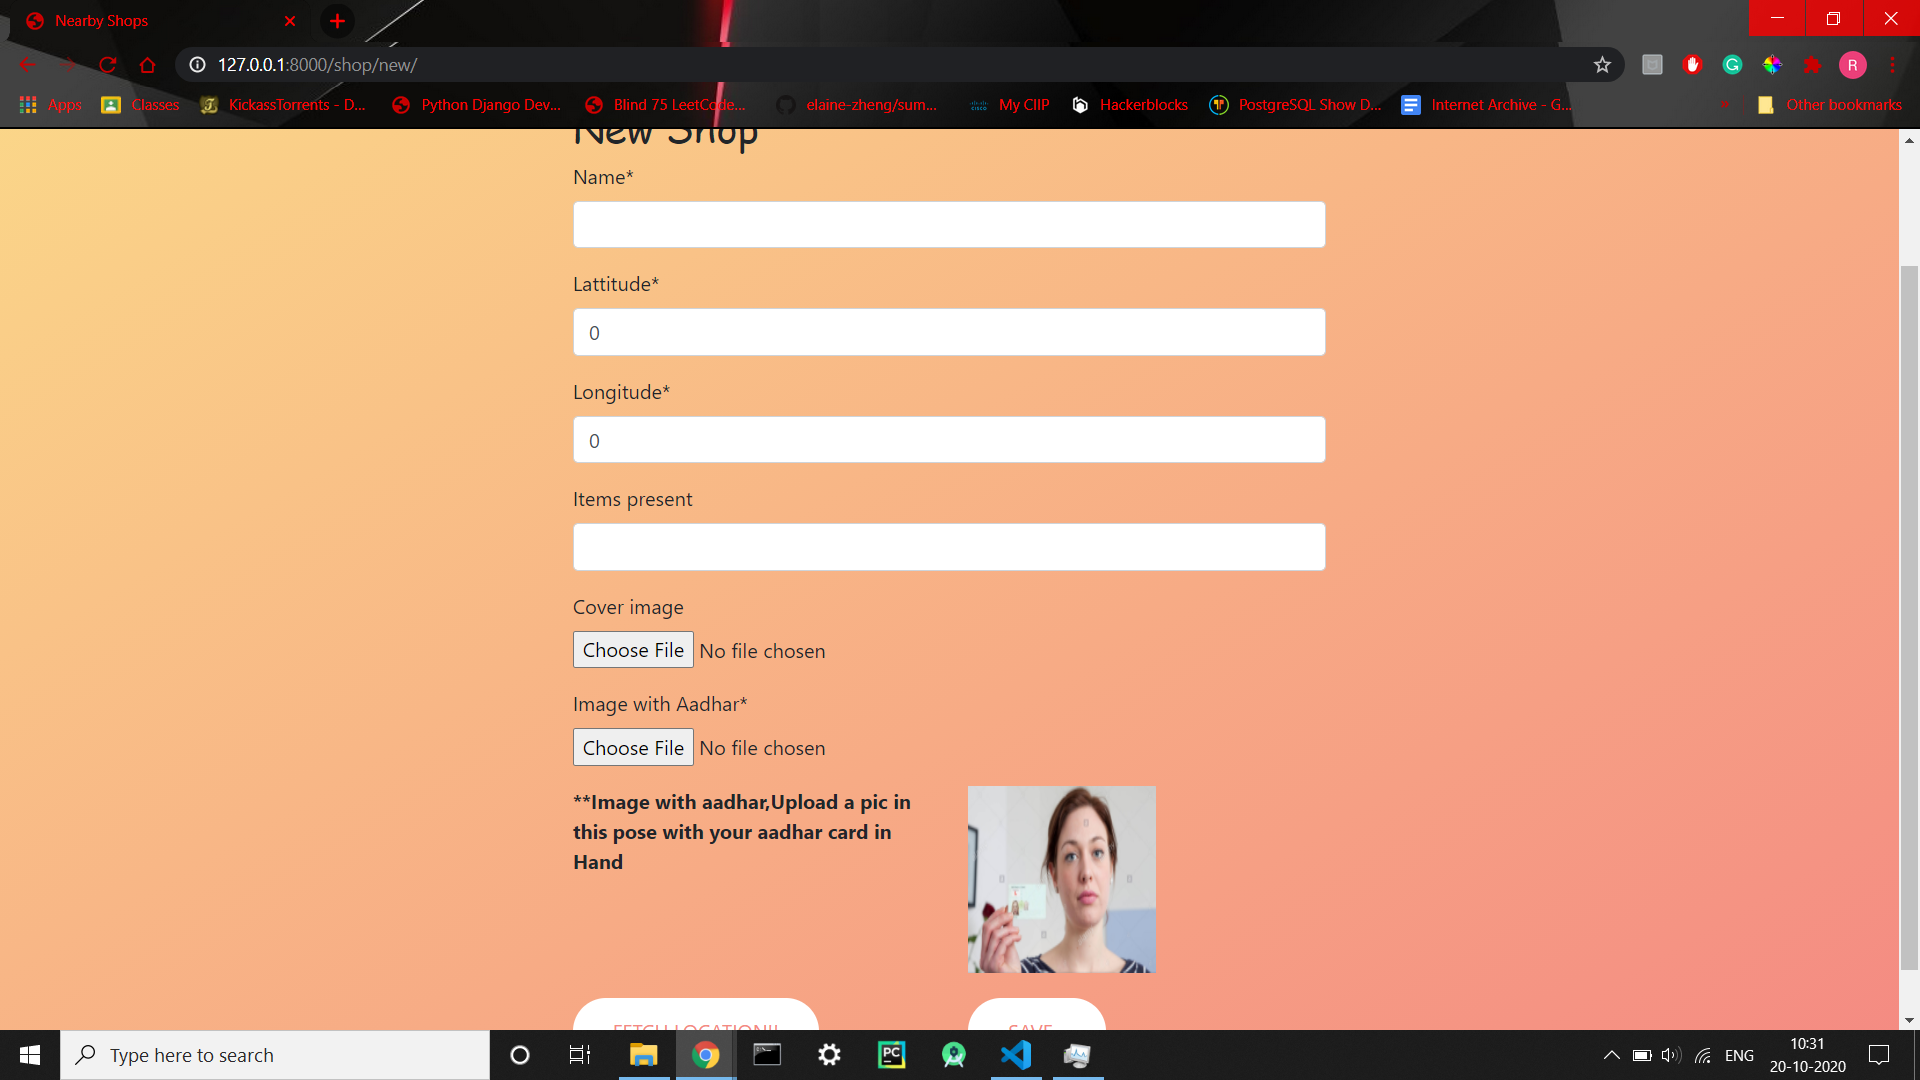 Nearby Shops
127.0.0.1:8000/shop/new/
R
Apps
Classes
KickassTorrents - D...
Python Django Dev...
Blind 75 LeetCode...
elaine-zheng/sum...
My CIIP
Hackerblocks
PostgreSQL Show D...
Internet Archive - G...
»
Other bookmarks
New Shop
Name*
Lattitude*
0
Longitude*
0
Items present
Cover image
Choose File No file chosen
Image with Aadhar*
Choose File No file chosen
**Image with aadhar,Upload a pic in
this pose with your aadhar card in
Hand
FETCH LOCATION!!
SAVE
Type here to search
ENG
10:31
20-10-2020